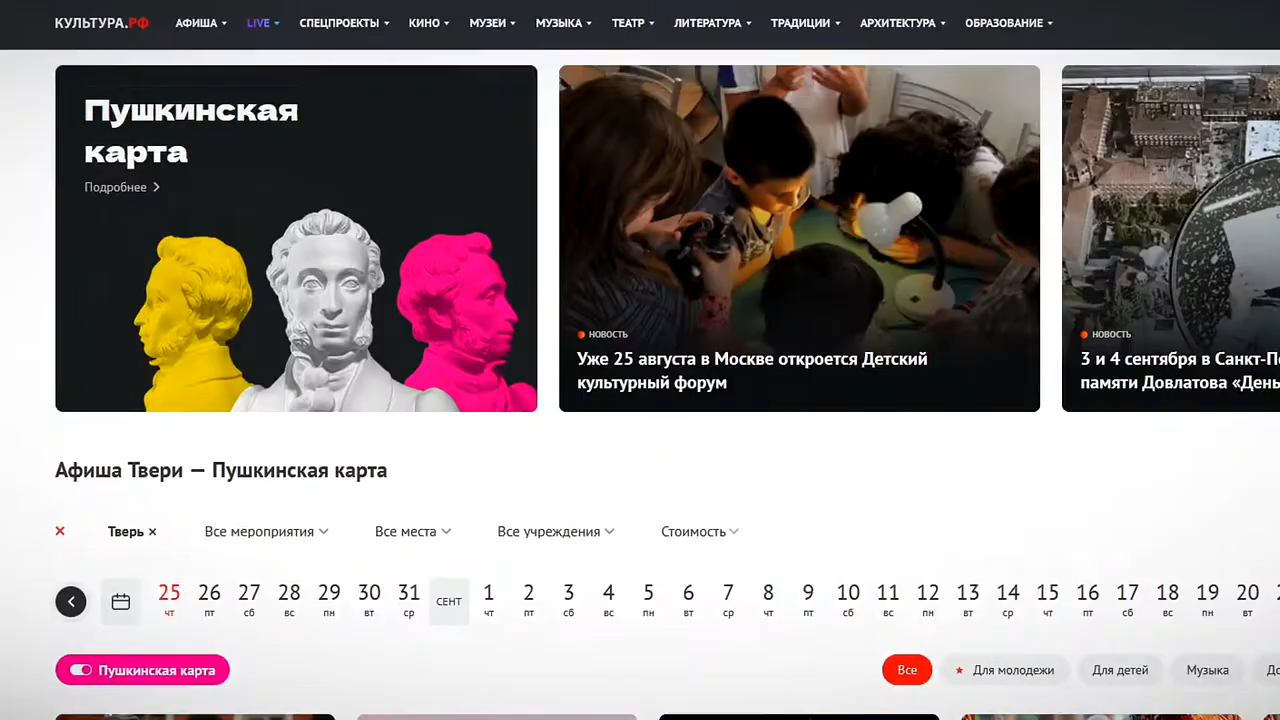 КУЛЬТУРА.РФ АФИША LIVE СПЕЦПРОЕКТЫ КИНО МУЗЕИ МУЗЫКА ТЕАТР ЛИТЕРАТУРА ТРАДИЦИИ АРХИТЕКТУРА ОБРАЗОВАНИЕ
Пушкинская
карта
Подробнее
НОВОСТЬ
Уже 25 августа в Москве откроется Детский
культурный форум
НОВОСТЬ
3 и 4 сентября в Санкт-П
памяти Довлатова «День
Афиша Твери — Пушкинская карта
Тверь × Все мероприятия Все места Все учреждения Стоимость
25 26 27 28 29 30 31 СЕНТ 1 2 3 4 5 6 7 8 9 10 11 12 13 14 15 16 17 18 19 20
чт пт сб вс пн вт ср чт пт сб вс пн вт ср чт пт сб вс пн вт ср чт пт сб вс пн вт
Пушкинская карта Все Для молодежи Для детей Музыка